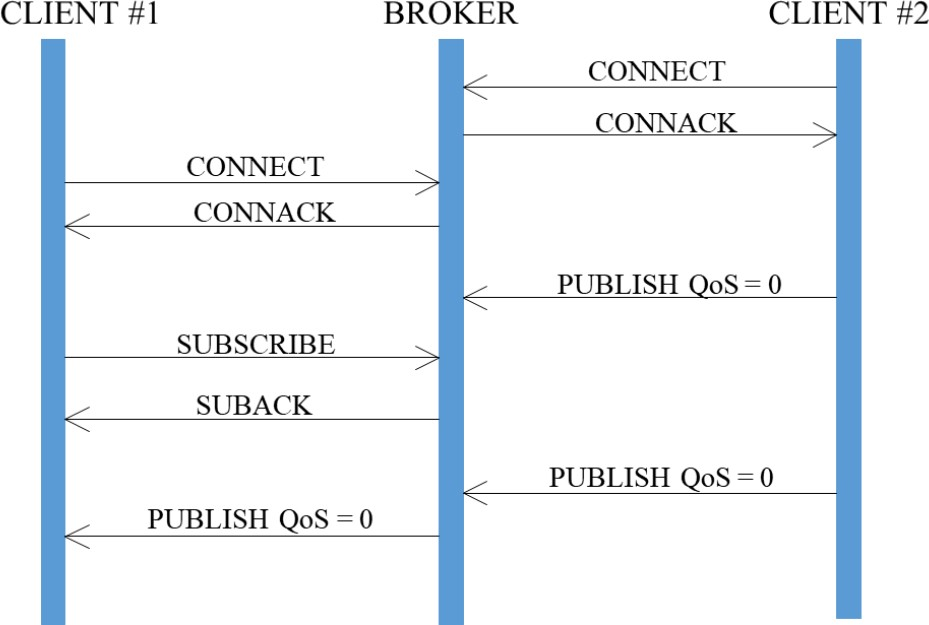 CLIENT #1
BROKER
CLIENT #2
CONNECT
CONNACK
CONNECT
CONNACK
PUBLISH QoS = 0
SUBSCRIBE
SUBACK
PUBLISH QoS = 0
PUBLISH QoS = 0